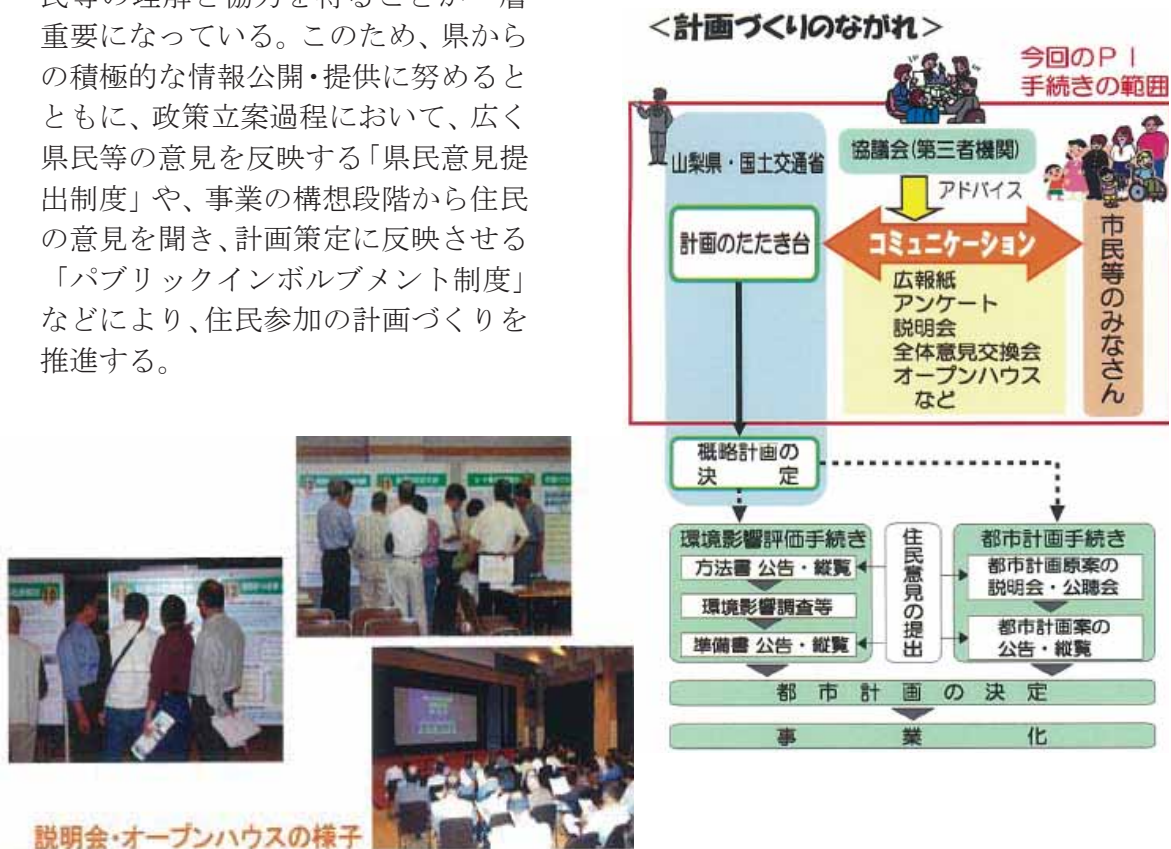 民等の理解と協力を得ることが一層
重要になっている。このため、県から
の積極的な情報公開・提供に努めると
ともに、政策立案過程において、広く
県民等の意見を反映する「県民意見提
出制度」や、事業の構想段階から住民
の意見を聞き、計画策定に反映させる
「パブリックインボルブメント制度」
などにより、住民参加の計画づくりを
推進する。
＜計画づくりのながれ＞
今回のPI
手続きの範囲
山梨県・国土交通省
協議会(第三者機関)
アドバイス
計画のたたき台
コミュニケーション
市民等のみなさん
広報紙
アンケート
説明会
全体意見交換会
オープンハウス
など
概略計画の
決 定
環境影響評価手続き
方法書 公告・縦覧
環境影響調査等
準備書 公告・縦覧
住民意見の提出
都市計画手続き
都市計画原案の
説明会・公聴会
都市計画案の
公告・縦覧
都 市 計 画 の 決 定
事 業 化
説明会・オープンハウスの様子